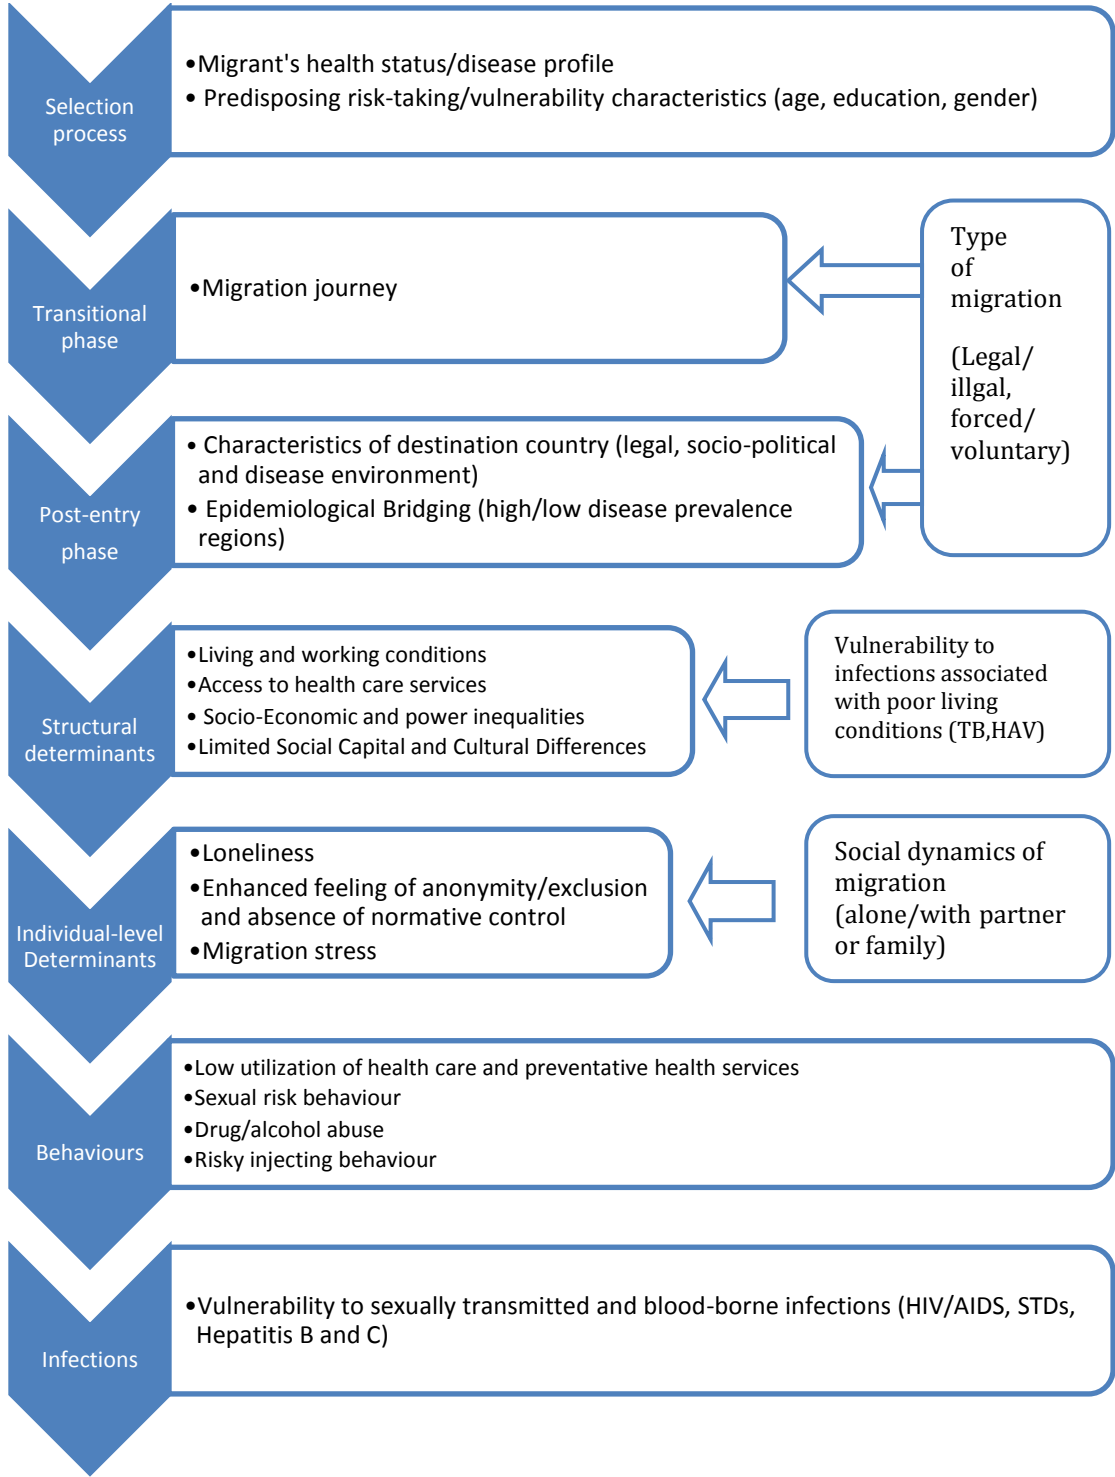 Selection
process
•Migrant's health status/disease profile
• Predisposing risk-taking/vulnerability characteristics (age, education, gender)
Transitional
phase
•Migration journey
Type
of
migration
(Legal/
illgal,
forced/
voluntary)
Post-entry
phase
• Characteristics of destination country (legal, socio-political
and disease environment)
• Epidemiological Bridging (high/low disease prevalence
regions)
Structural
determinants
•Living and working conditions
•Access to health care services
• Socio-Economic and power inequalities
•Limited Social Capital and Cultural Differences
Vulnerability to
infections associated
with poor living
conditions (TB,HAV)
Individual-level
Determinants
•Loneliness
•Enhanced feeling of anonymity/exclusion
and absence of normative control
•Migration stress
Social dynamics of
migration
(alone/with partner
or family)
Behaviours
•Low utilization of health care and preventative health services
•Sexual risk behaviour
•Drug/alcohol abuse
•Risky injecting behaviour
Infections
•Vulnerability to sexually transmitted and blood-borne infections (HIV/AIDS, STDs,
Hepatitis B and C)